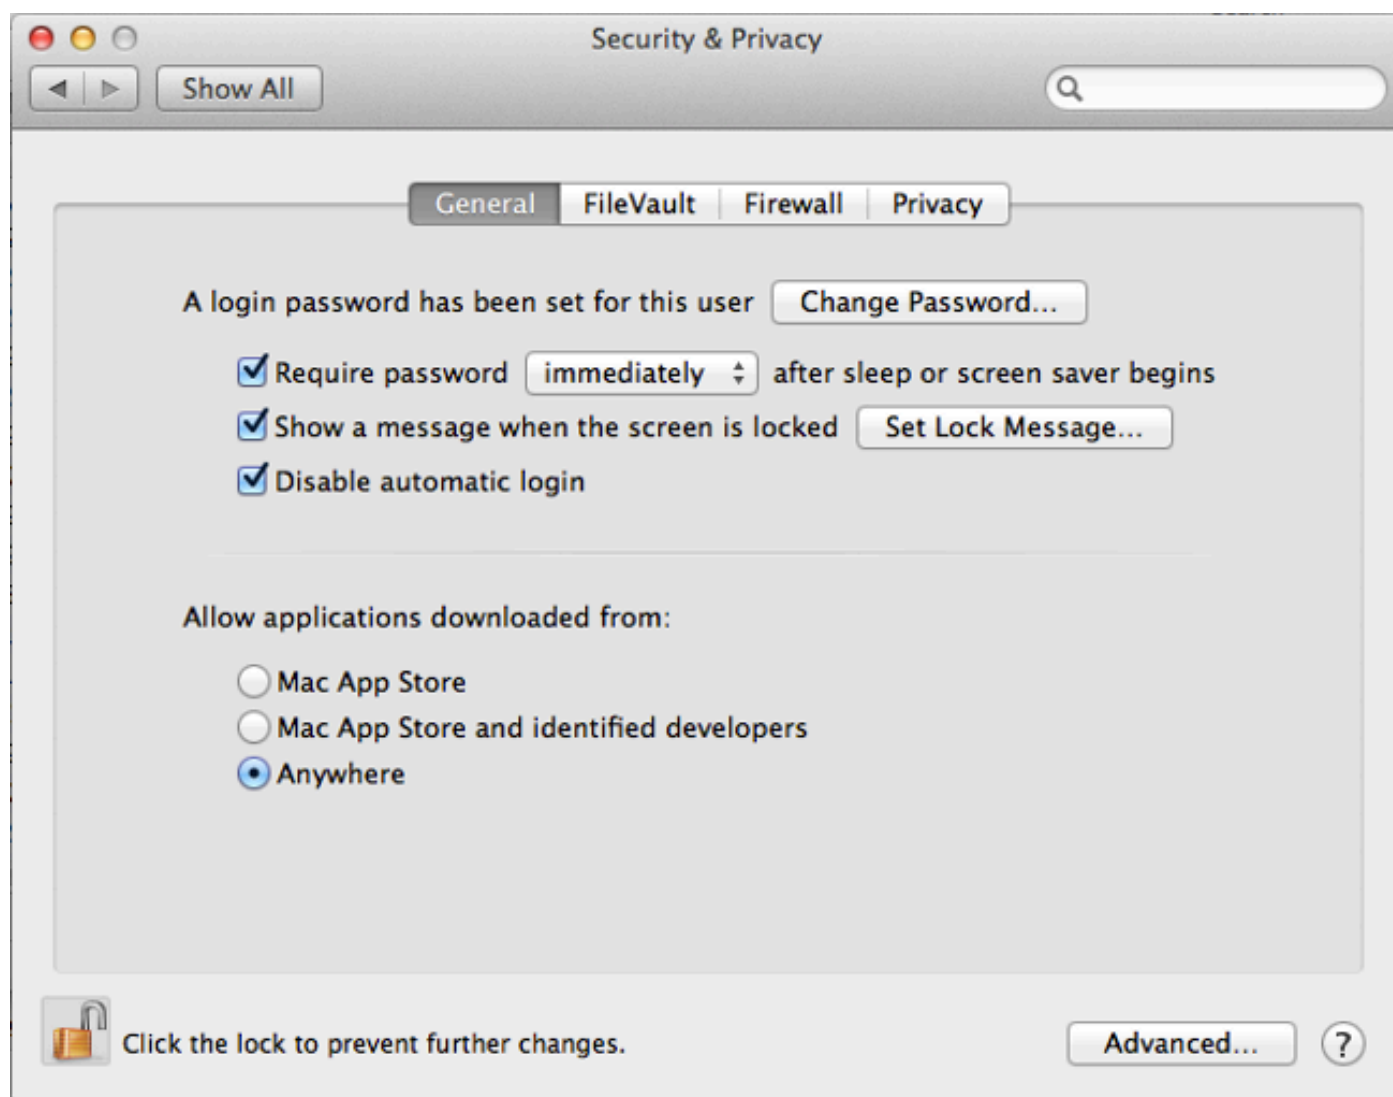 Security & Privacy
Show All
General FileVault Firewall Privacy
A login password has been set for this user Change Password...
Require password immediately after sleep or screen saver begins
Show a message when the screen is locked Set Lock Message...
Disable automatic login
Allow applications downloaded from:
Mac App Store
Mac App Store and identified developers
Anywhere
Click the lock to prevent further changes. Advanced... ?